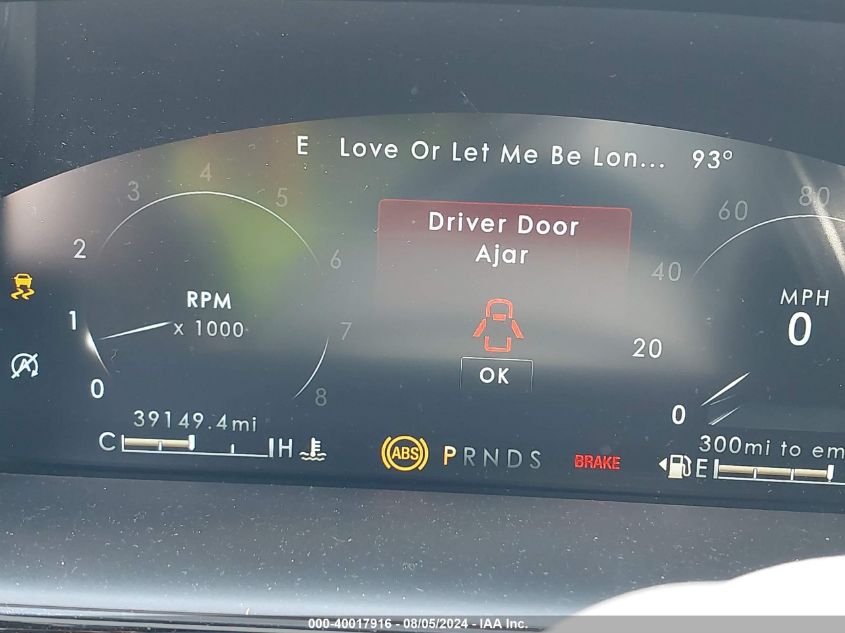 E Love Or Let Me Be Lon... 93°
Driver Door
Ajar
OK
RPM
x 1000
0 1 2 3 4 5 6 7 8
MPH
0
0 20 40 60 80
39149.4mi
C H
ABS
P R N D S
BRAKE
300mi to em
E
000-40017916 - 08/05/2024 - IAA Inc.